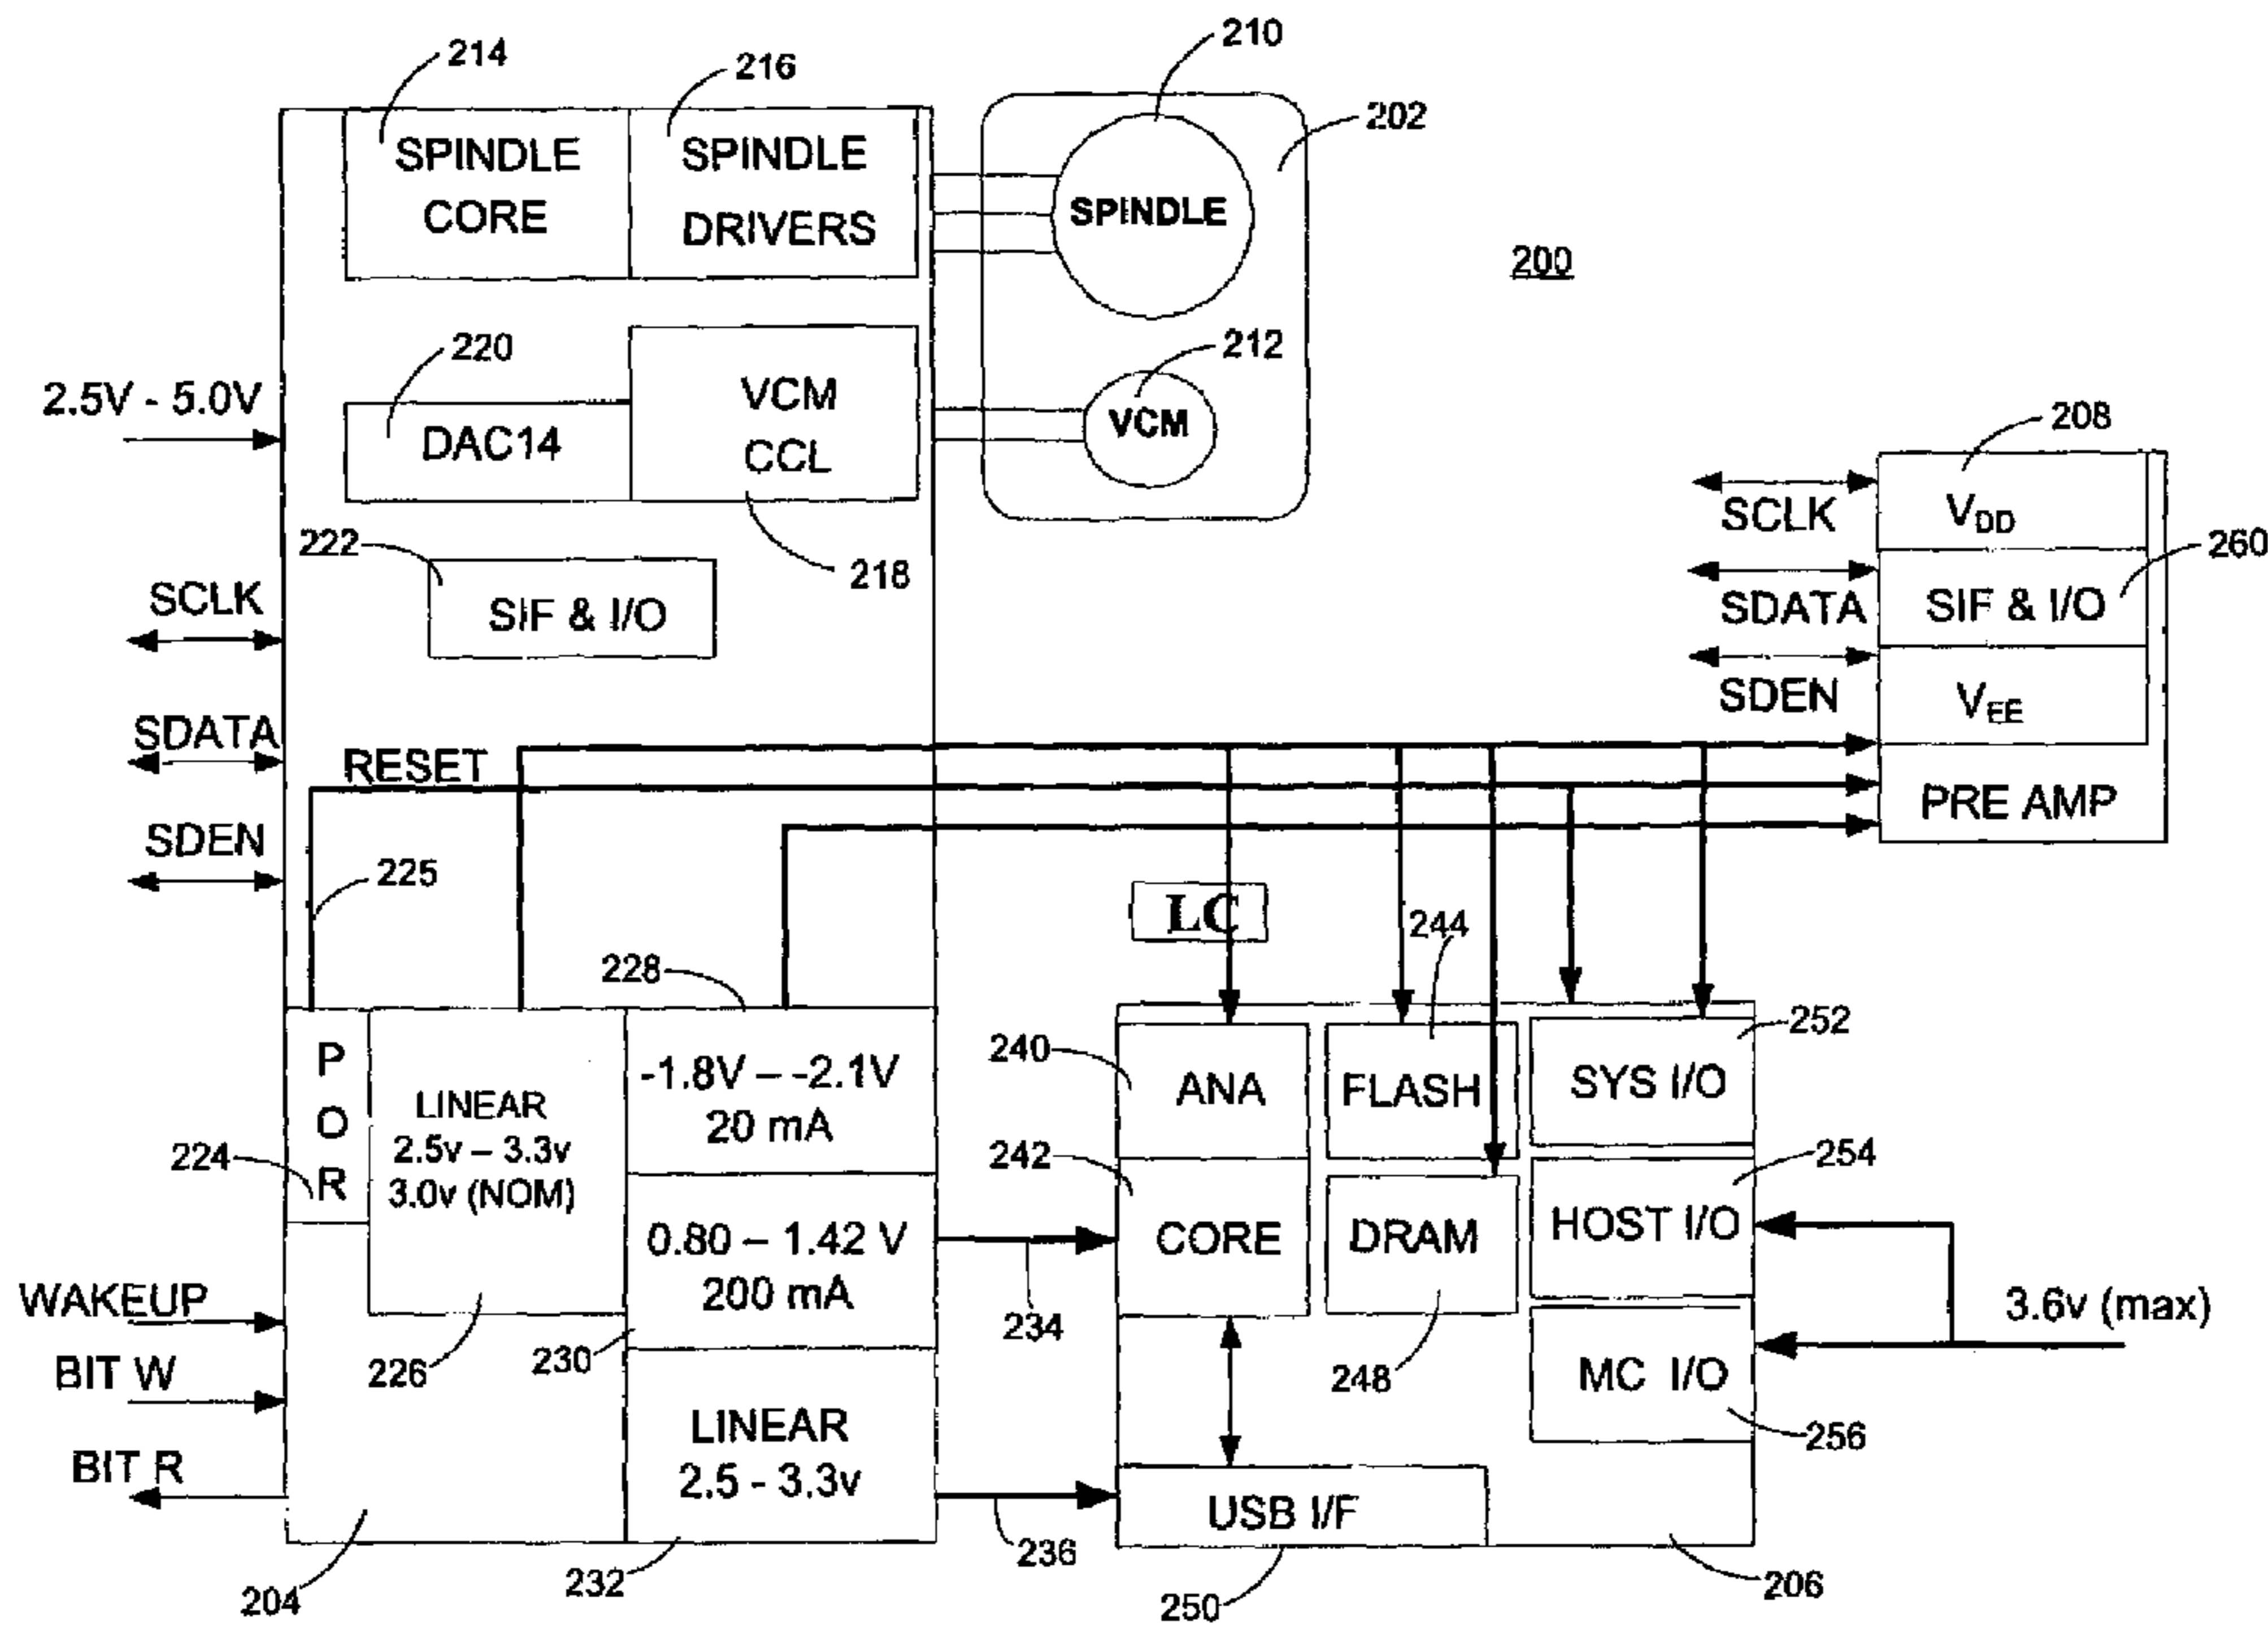 214
216
210
202
SPINDLE
CORE
SPINDLE
DRIVERS
SPINDLE
200
220
212
2.5V - 5.0V
DAC14
VCM
CCL
VCM
208
SCLK
V_DD
222
218
260
SCLK
SIF & I/O
SDATA
SIF & I/O
SDEN
V_EE
SDATA
RESET
PRE AMP
SDEN
225
LC
244
228
240
252
P
O
R
LINEAR
2.5v – 3.3v
3.0v (NOM)
-1.8V – -2.1V
20 mA
ANA
FLASH
SYS I/O
224
242
254
0.80 – 1.42 V
200 mA
CORE
DRAM
HOST I/O
WAKEUP
234
3.6v (max)
BIT W
226
230
248
MC I/O
256
BIT R
LINEAR
2.5 - 3.3v
USB I/F
236
204
232
250
206